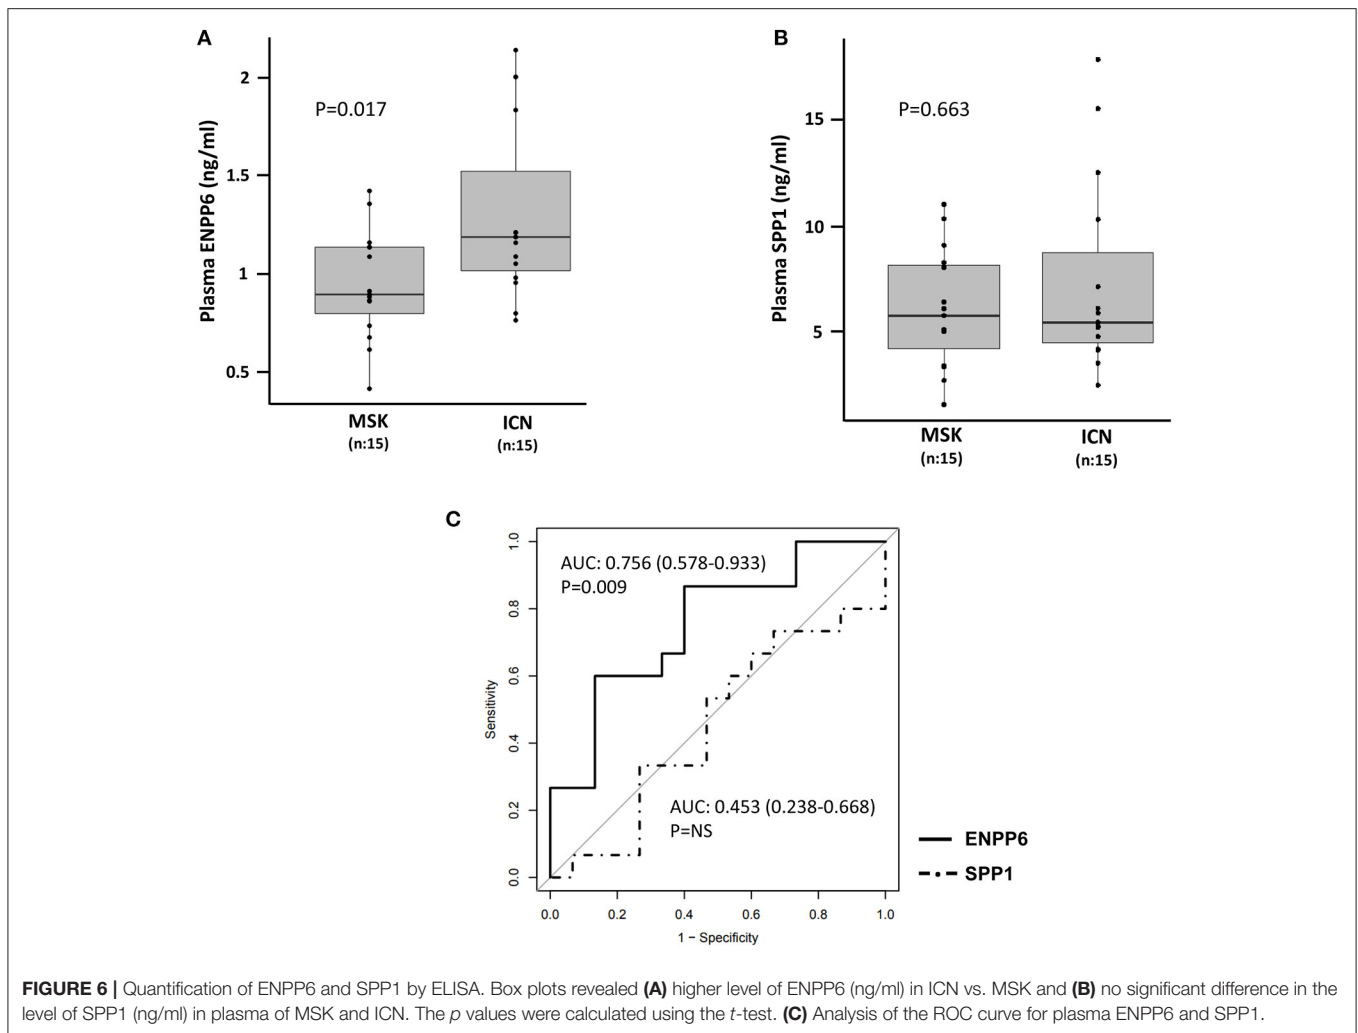 A
Plasma ENPP6 (ng/ml)
2
1.5
1
0.5
P=0.017
MSK
(n:15)
ICN
(n:15)
B
Plasma SPP1 (ng/ml)
15
10
5
P=0.663
MSK
(n:15)
ICN
(n:15)
C
Sensitivity
1.0
0.8
0.6
0.4
0.2
0.0
AUC: 0.756 (0.578-0.933)
P=0.009
AUC: 0.453 (0.238-0.668)
P=NS
0.0 0.2 0.4 0.6 0.8 1.0
1 − Specificity
ENPP6
SPP1
FIGURE 6 | Quantification of ENPP6 and SPP1 by ELISA. Box plots revealed (A) higher level of ENPP6 (ng/ml) in ICN vs. MSK and (B) no significant difference in the
level of SPP1 (ng/ml) in plasma of MSK and ICN. The p values were calculated using the t-test. (C) Analysis of the ROC curve for plasma ENPP6 and SPP1.